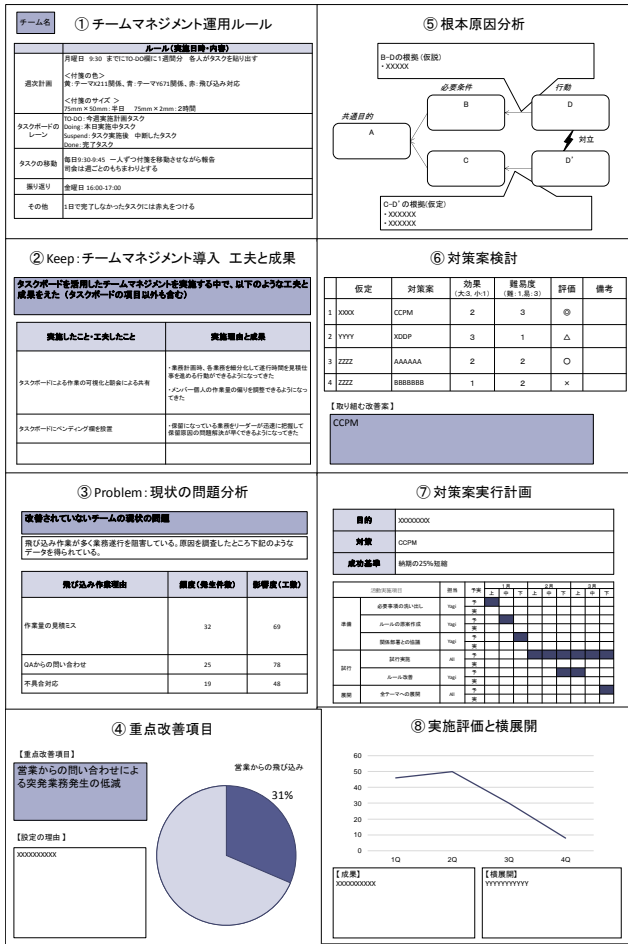 チーム名
① チームマネジメント運用ルール
ルール(実施日時・内容)
週次計画
月曜日 9:30 までにTO-DO欄に1週間分 各人がタスクを貼り出す
＜付箋の色＞
黄:テーマX211関係、青:テーマY671関係、赤:飛び込み対応
＜付箋のサイズ ＞
75mm×50mm:半日 75mm×2mm:2時間
タスクボードの
レーン
TO-DO:今週実施計画タスク
Doing:本日実施中タスク
Suspend:タスク実施後 中断したタスク
Done:完了タスク
タスクの移動
毎日9:30-9:45 一人ずつ付箋を移動させながら報告
司会は週ごとのもちまわりとする
振り返り
金曜日 16:00-17:00
その他
1日で完了しなかったタスクには赤丸をつける
② Keep:チームマネジメント導入 工夫と成果
タスクボードを活用したチームマネジメントを実施する中で、以下のような工夫と
成果をえた (タスクボードの項目以外も含む)
実施したこと・工夫したこと
実施理由と成果
タスクボードによる作業の可視化と朝会による共有
・業務計画時、各業務を細分化して遂行時間を見積仕
事を進める行動ができるようになってきた
・メンバー個人の作業量の偏りを調整できるようになっ
てきた
タスクボードにペンディング欄を設置
・保留になっている業務をリーダーが迅速に把握して
保留原因の問題解決が早くできるようになってきた
③ Problem:現状の問題分析
改善されていないチームの現状の問題
飛び込み作業が多く業務遂行を阻害している。原因を調査したところ下記のような
データを得られている。
飛び込み作業理由 頻度(発生件数) 影響度(工数)
作業量の見積ミス 32 69
QAからの問い合わせ 25 78
不具合対応 19 48
④ 重点改善項目
【重点改善項目】
営業からの問い合わせによ
る突発業務発生の低減
営業からの飛び込み
31%
【設定の理由 】
XXXXXXXXXX
⑤ 根本原因分析
B-Dの根拠(仮説)
・XXXXX
必要条件
行動
共通目的
A
B
D
対立
C
D’
C-D’の根拠(仮定)
・XXXXXX
・XXXXXX
⑥ 対策案検討
仮定 対策案 効果 難易度 評価 備考
(大:3, 小:1) (難:1,易:3)
1 XXXX CCPM 2 3 ◎
2 YYYY XDDP 3 1 △
3 ZZZZ AAAAAA 2 2 ○
4 ZZZZ BBBBBBB 1 2 ×
【取り組む改善案】
CCPM
⑦ 対策案実行計画
目的 XXXXXXXX
対策 CCPM
成功基準 納期の25%短縮
活動実施項目 担当 予実 1月 2月 3月
上 中 下 上 中 下 上 中 下
準備
必要事項の洗い出し Yagi 予
実
ルールの原案作成 Yagi 予
実
関係部署との協議 Yagi 予
実
試行
試行実施 All 予
実
ルール改善 Yagi 予
実
展開
全テーマへの展開 All 予
実
⑧ 実施評価と横展開
60
50
40
30
20
10
0
1Q 2Q 3Q 4Q
【成果】
XXXXXXXXXX
【横展開】
YYYYYYYYYYY